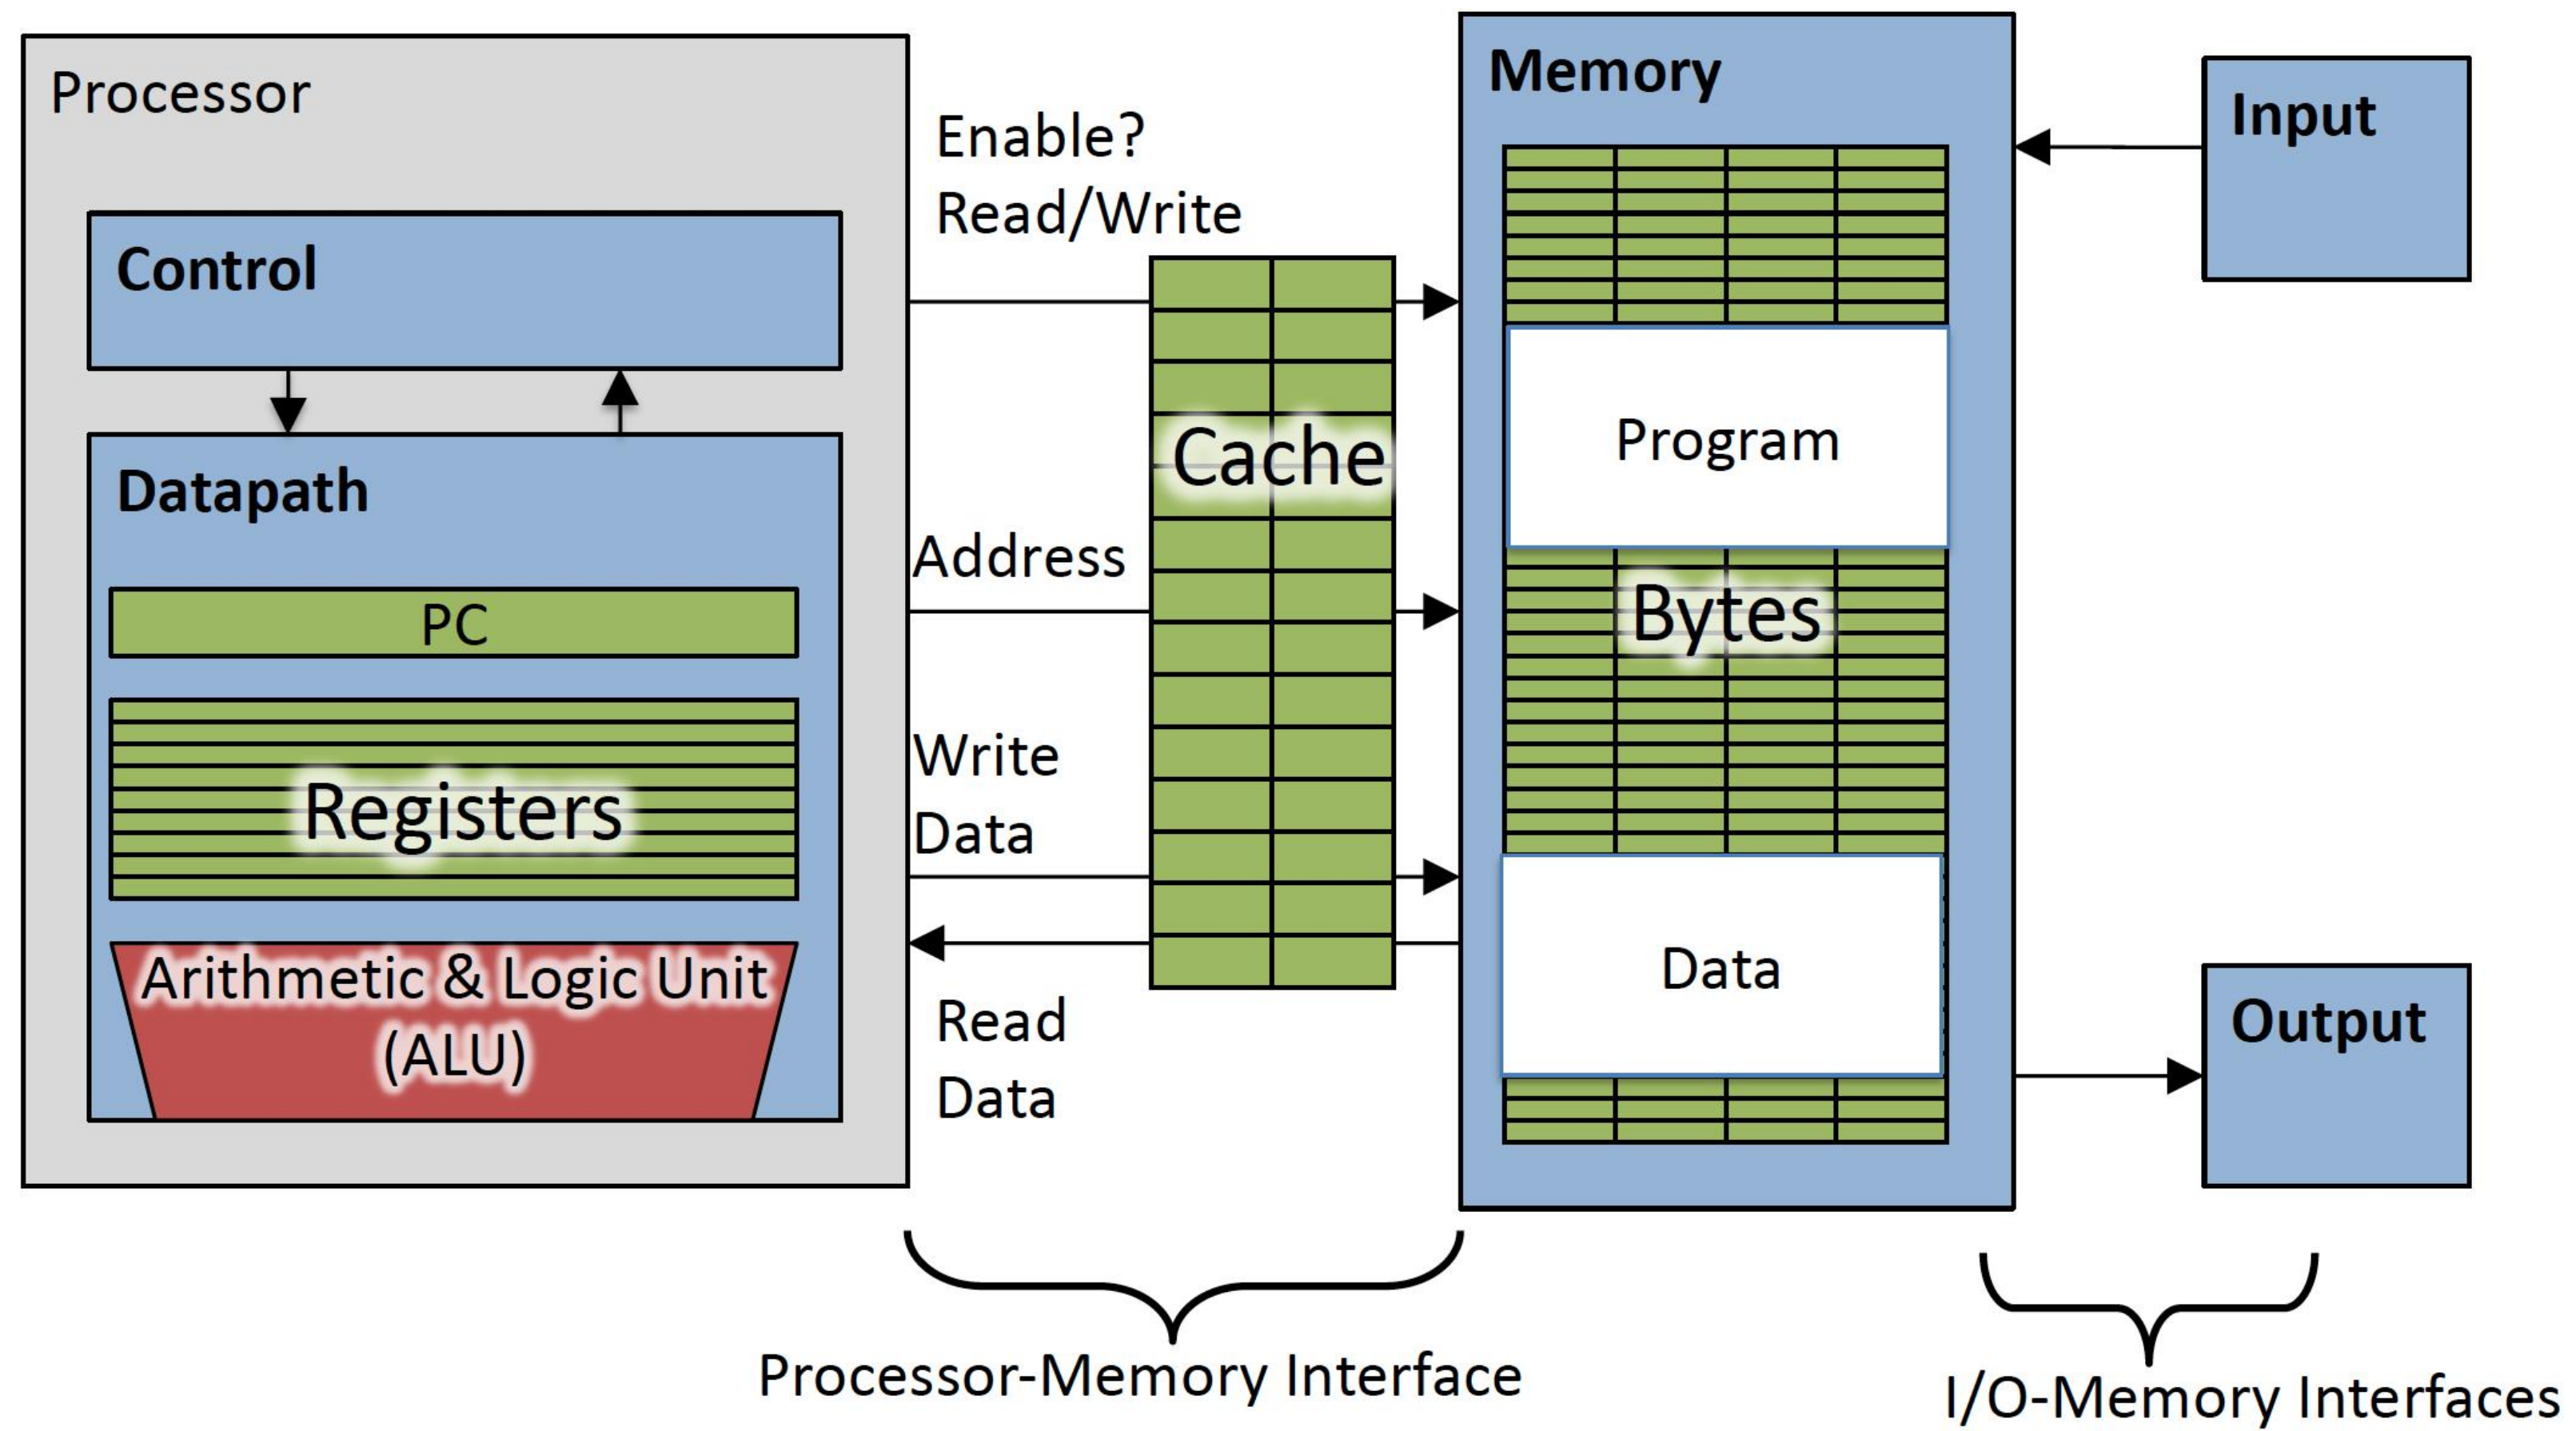 Processor
Control
Datapath
PC
Registers
Arithmetic & Logic Unit
(ALU)
Enable?
Read/Write
Address
Write
Data
Read
Data
Cache
Memory
Program
Bytes
Data
Input
Output
Processor-Memory Interface
I/O-Memory Interfaces